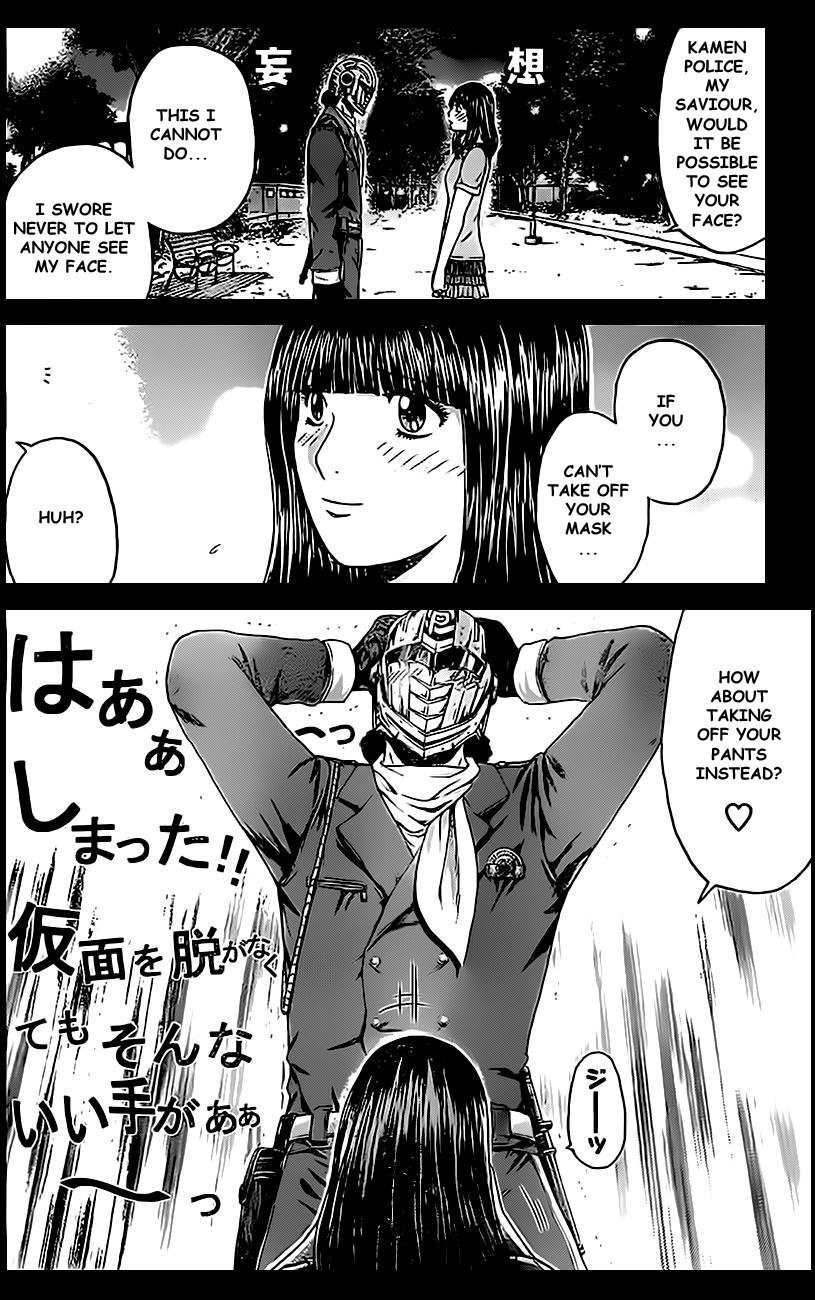 KAMEN
POLICE,
MY
SAVIOUR,
WOULD
IT BE
POSSIBLE
TO SEE
YOUR
FACE?
妄想
THIS I
CANNOT
DO...
I SWORE
NEVER TO LET
ANYONE SEE
MY FACE.
IF
YOU
...
CAN'T
TAKE OFF
YOUR
MASK
...
HUH?
HOW
ABOUT
TAKING
OFF YOUR
PANTS
INSTEAD?
♡
はあぁ〜っ
しまった!!
仮面を脱がなく
てもそんな
いい手があぁ
〜っ
ジーッ